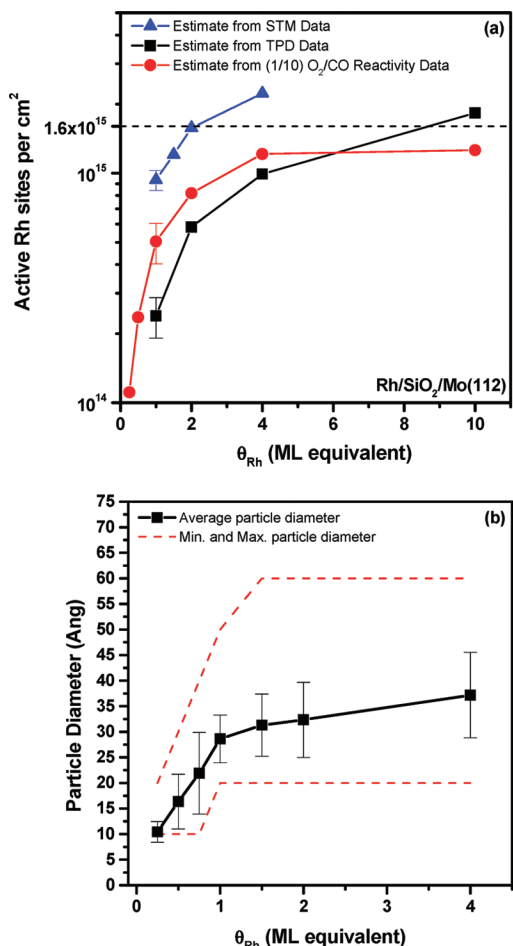 (a)
Estimate from STM Data
Estimate from TPD Data
Estimate from (1/10) O₂/CO Reactivity Data
1.6x10¹⁵
10¹⁵
10¹⁴
Active Rh sites per cm²
Rh/SiO₂/Mo(112)
0 2 4 6 8 10
θRh (ML equivalent)
(b)
Average particle diameter
Min. and Max. particle diameter
75
70
65
60
55
50
45
40
35
30
25
20
15
10
5
0
Particle Diameter (Ang)
0 1 2 3 4
θRh (ML equivalent)